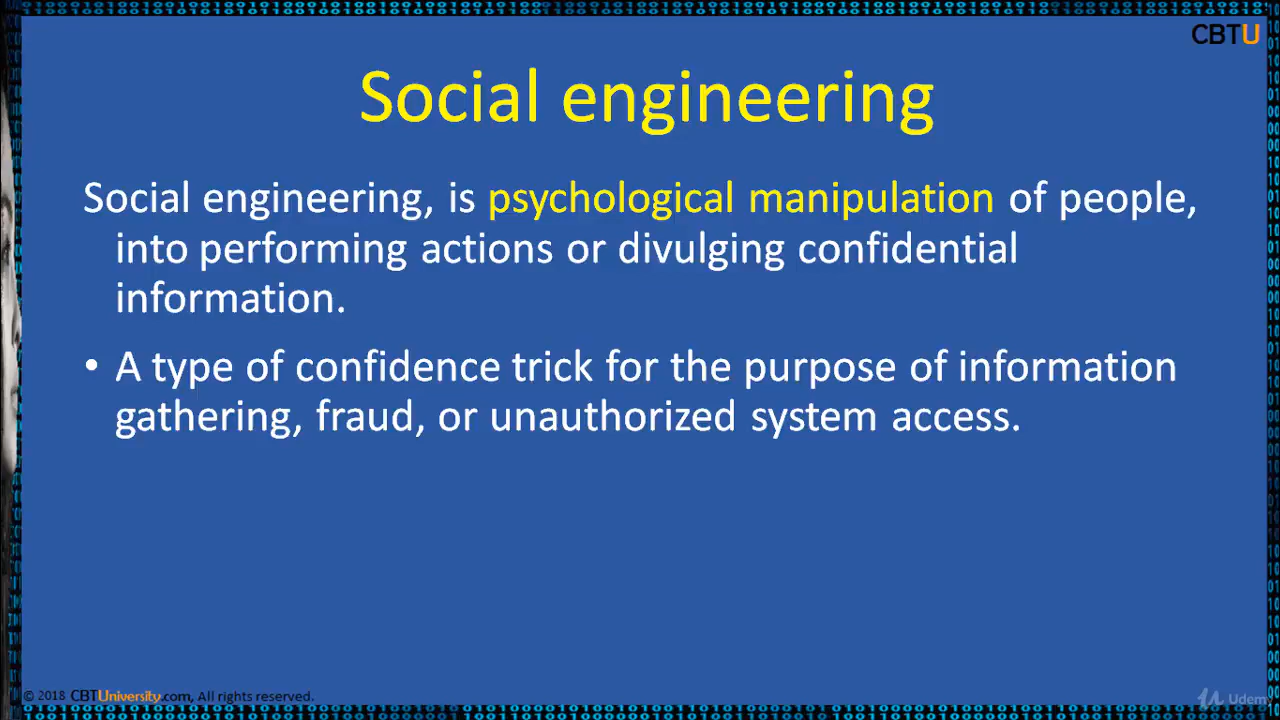 CBTU
Social engineering
Social engineering, is psychological manipulation of people,
into performing actions or divulging confidential
information.
• A type of confidence trick for the purpose of information
gathering, fraud, or unauthorized system access.
© 2018 CBTUniversity.com, All rights reserved.
Udemy